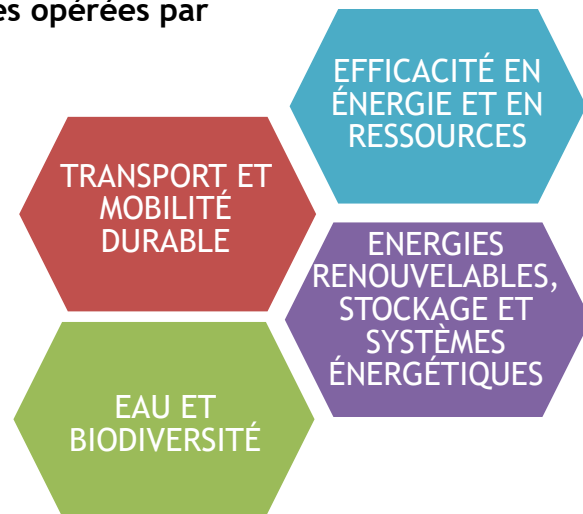 es opérées par
EFFICACITÉ EN
ÉNERGIE ET EN
RESSOURCES
TRANSPORT ET
MOBILITÉ
DURABLE
ENERGIES
RENOUVELABLES,
STOCKAGE ET
SYSTÈMES
ÉNERGÉTIQUES
EAU ET
BIODIVERSITÉ